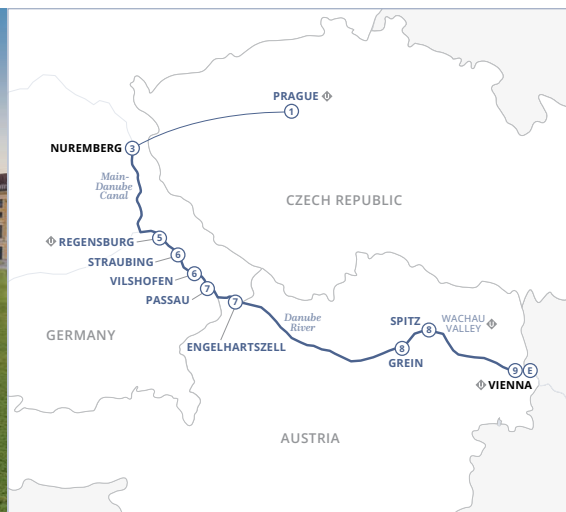 PRAGUE
1
NUREMBERG 3
Main-
Danube
Canal
CZECH REPUBLIC
REGENSBURG 5
STRAUBING 6
VILSHOFEN 6
PASSAU 7
7
ENGELHARTSZELL
GERMANY
Danube
River
SPITZ 8
WACHAU
VALLEY
8
GREIN
9 E
VIENNA
AUSTRIA